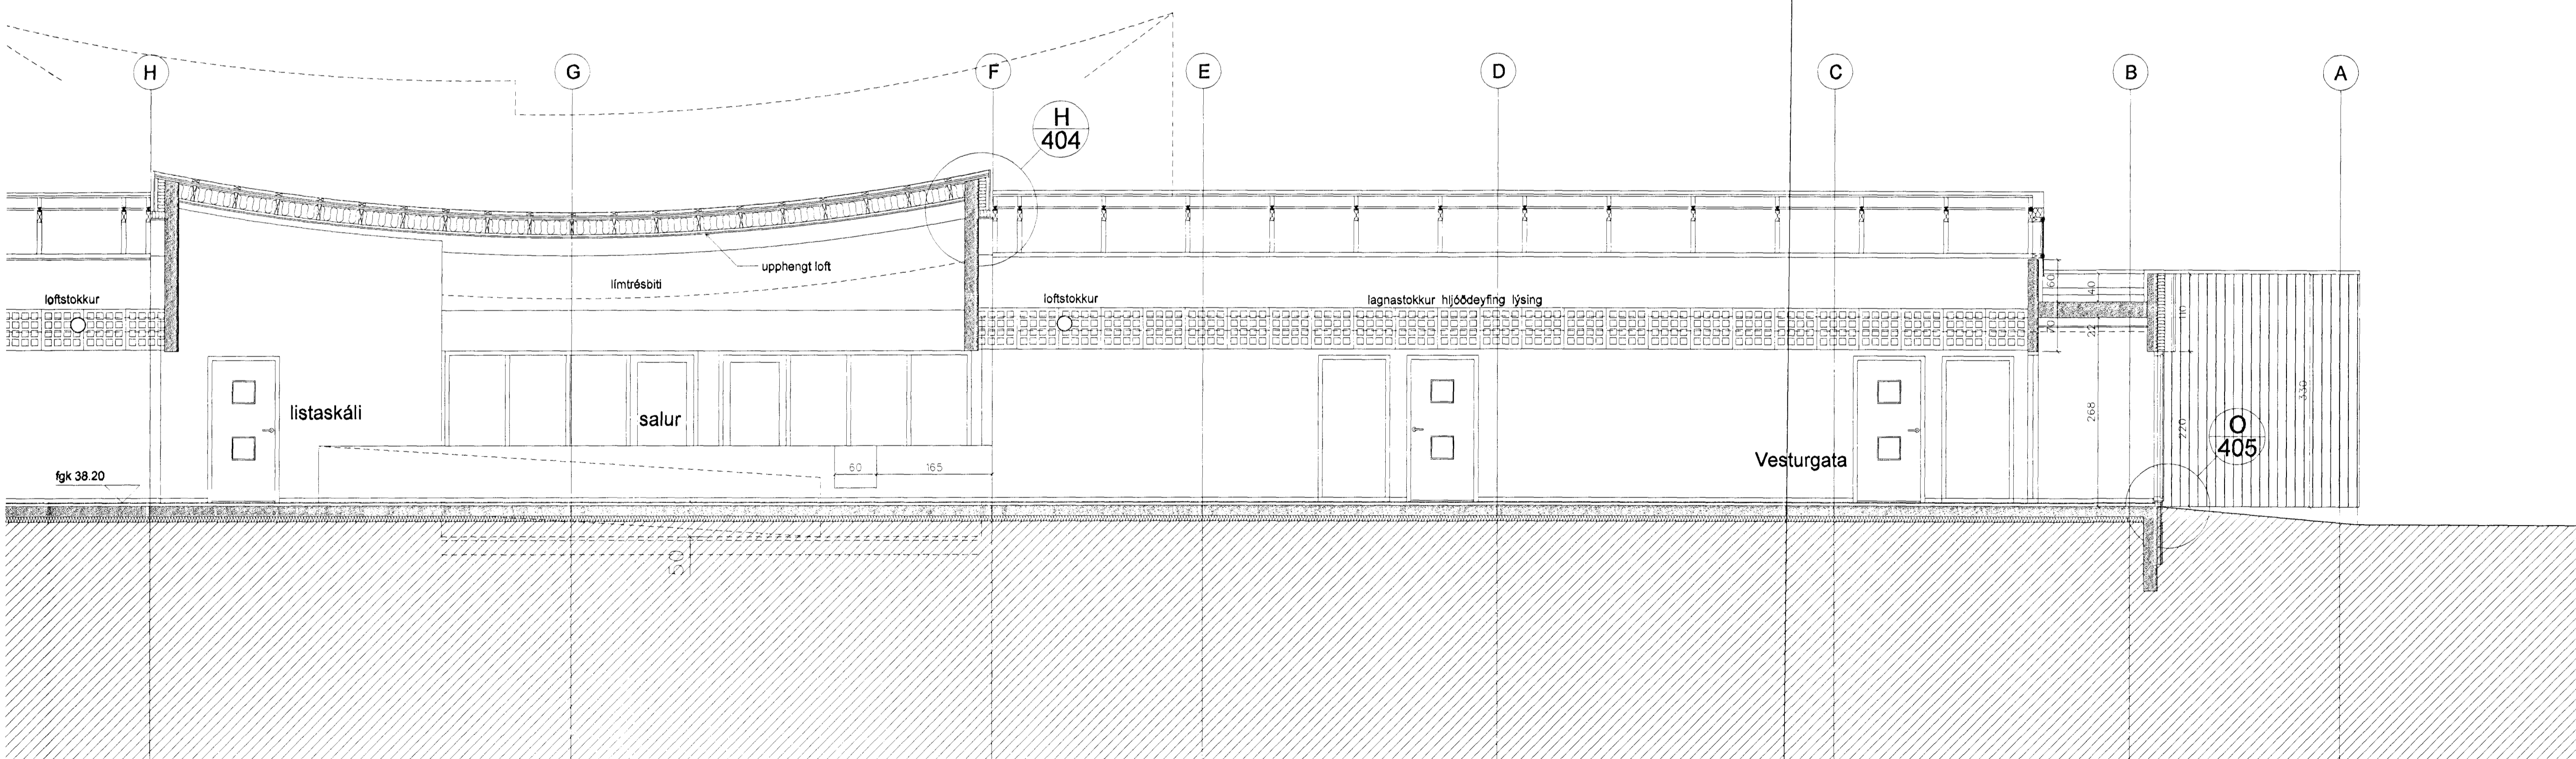 H
G
F
E
D
C
B
A
H
404
upphengt loft
límtrésbiti
loftstokkur
loftstokkur
lagnastokkur hljóðdeyfing lýsing
60
40
110
70
22
listaskáli
salur
330
268
220
O
405
Vesturgata
60
165
fgk 38.20
50